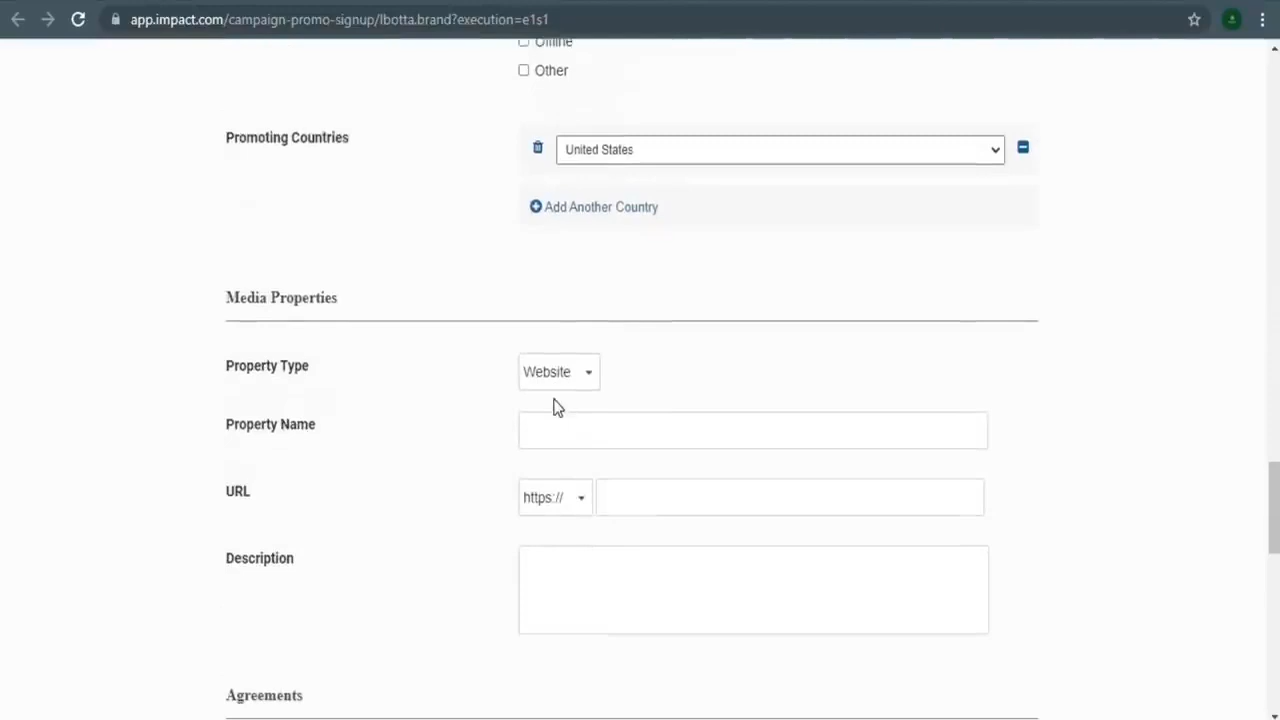 app.impact.com/campaign-promo-signup/Ibotta.brand?execution=e1s1
Offline
Other
Promoting Countries
United States
Add Another Country
Media Properties
Property Type
Website
Property Name
URL
https://
Description
Agreements